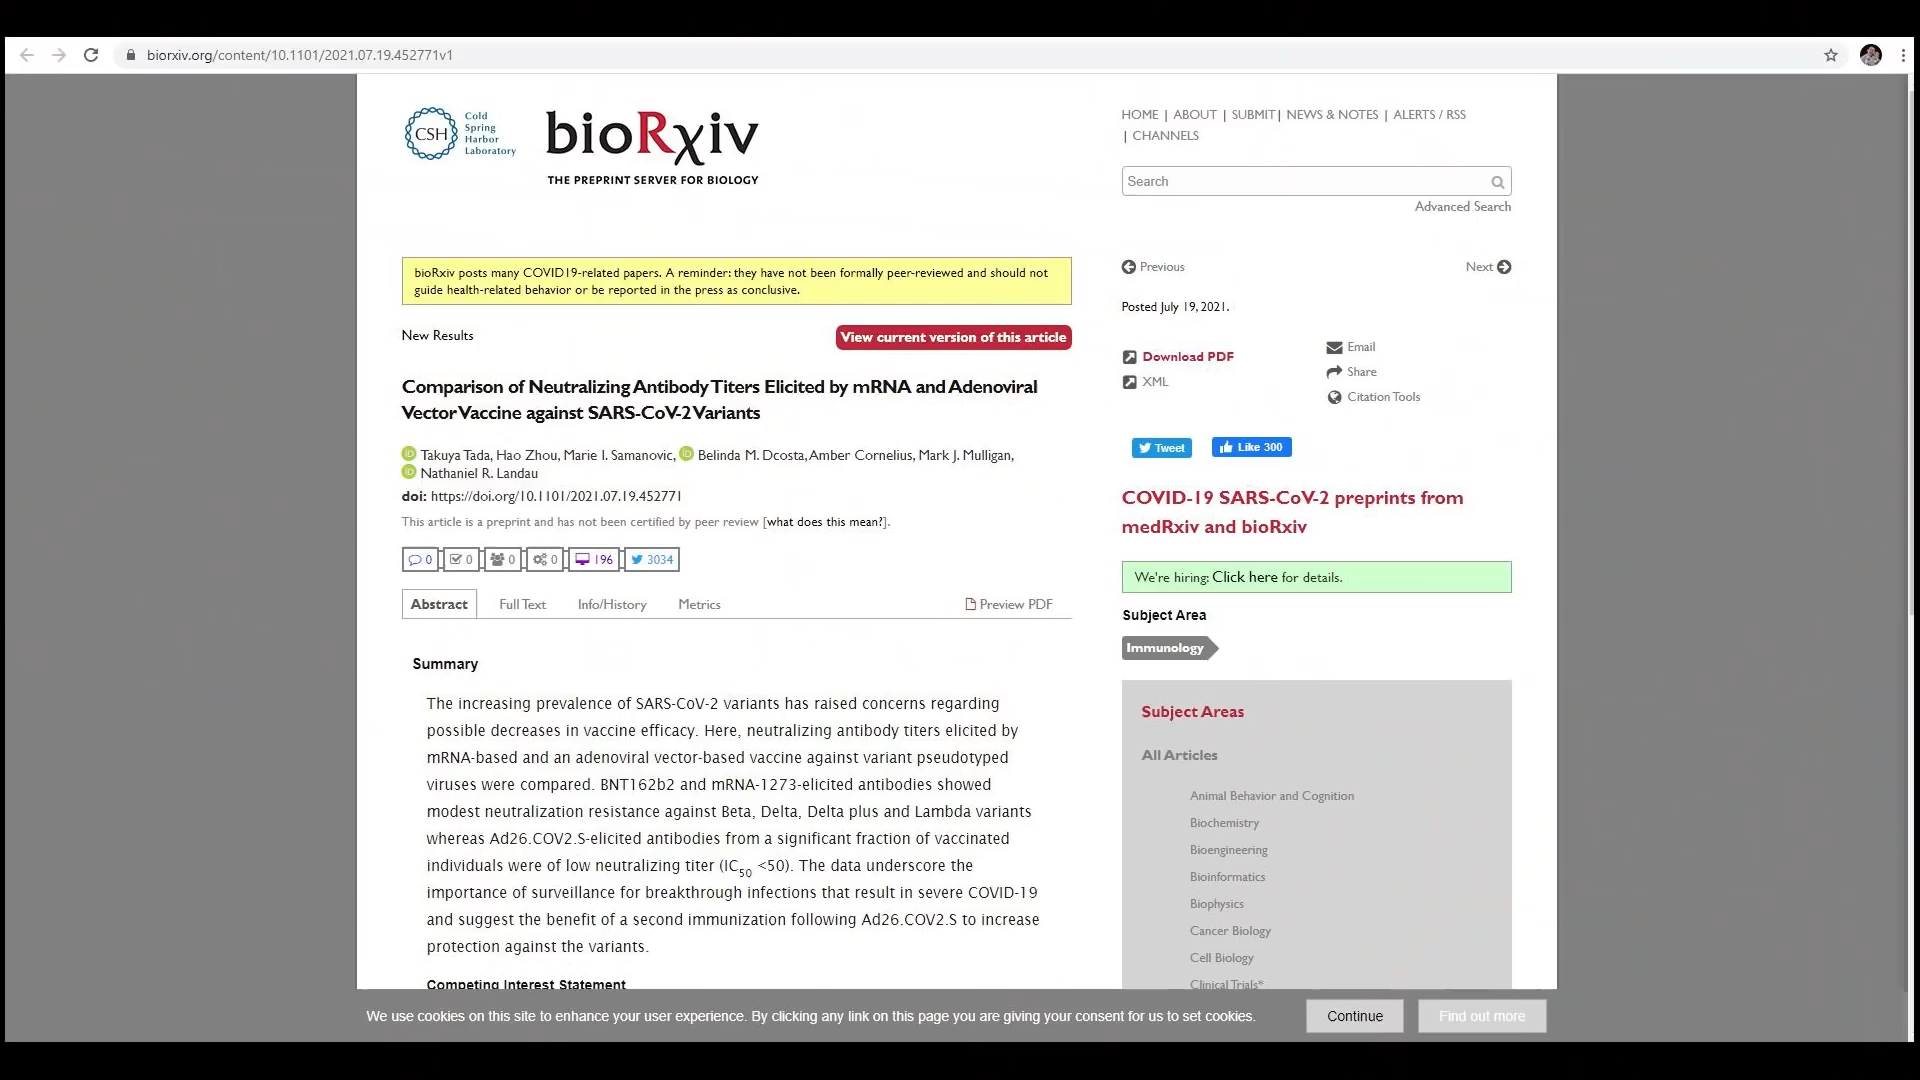 biorxiv.org/content/10.1101/2021.07.19.452771v1
CSH
Cold
Spring
Harbor
Laboratory
bioRχiv
THE PREPRINT SERVER FOR BIOLOGY
HOME | ABOUT | SUBMIT| NEWS & NOTES | ALERTS / RSS
| CHANNELS
Search
Advanced Search
bioRxiv posts many COVID19-related papers. A reminder: they have not been formally peer-reviewed and should not
guide health-related behavior or be reported in the press as conclusive.
Previous
Next
Posted July 19, 2021.
New Results
View current version of this article
Download PDF
XML
Email
Share
Citation Tools
Comparison of Neutralizing Antibody Titers Elicited by mRNA and Adenoviral
Vector Vaccine against SARS-CoV-2 Variants
iD Takuya Tada, Hao Zhou, Marie I. Samanovic, iD Belinda M. Dcosta, Amber Cornelius, Mark J. Mulligan,
iD Nathaniel R. Landau
doi: https://doi.org/10.1101/2021.07.19.452771
This article is a preprint and has not been certified by peer review [what does this mean?].
Tweet
Like 300
COVID-19 SARS-CoV-2 preprints from
medRxiv and bioRxiv
0 0 0 0 196 3034
We're hiring: Click here for details.
Abstract Full Text Info/History Metrics Preview PDF
Subject Area
Immunology
Summary
The increasing prevalence of SARS-CoV-2 variants has raised concerns regarding
possible decreases in vaccine efficacy. Here, neutralizing antibody titers elicited by
mRNA-based and an adenoviral vector-based vaccine against variant pseudotyped
viruses were compared. BNT162b2 and mRNA-1273-elicited antibodies showed
modest neutralization resistance against Beta, Delta, Delta plus and Lambda variants
whereas Ad26.COV2.S-elicited antibodies from a significant fraction of vaccinated
individuals were of low neutralizing titer (IC50 <50). The data underscore the
importance of surveillance for breakthrough infections that result in severe COVID-19
and suggest the benefit of a second immunization following Ad26.COV2.S to increase
protection against the variants.
Competing Interest Statement
Subject Areas
All Articles
Animal Behavior and Cognition
Biochemistry
Bioengineering
Bioinformatics
Biophysics
Cancer Biology
Cell Biology
Clinical Trials*
We use cookies on this site to enhance your user experience. By clicking any link on this page you are giving your consent for us to set cookies.
Continue
Find out more